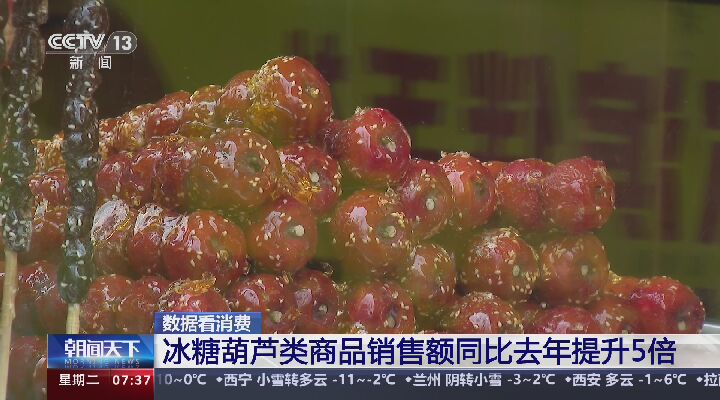 CCTV 13
新闻
数据看消费
朝闻天下
MORNING NEWS
冰糖葫芦类商品销售额同比去年提升5倍
星期二 07:37 10~0℃ •西宁 小雪转多云 -11~-2℃ •兰州 阴转小雪 -3~2℃ •西安 多云 -1~6℃ •拉